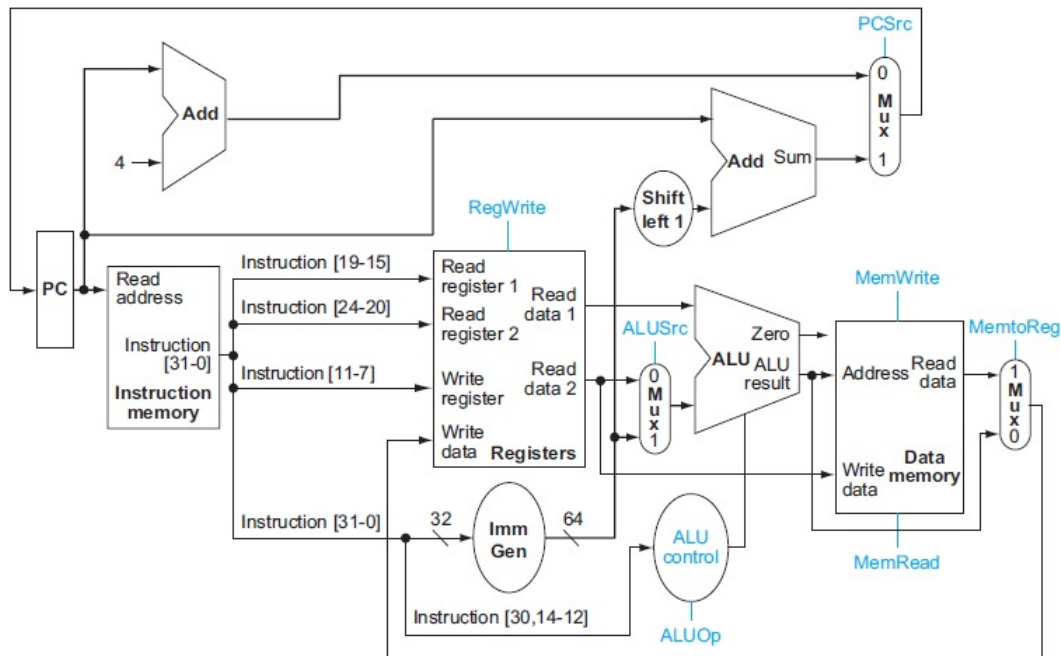 PCSrc
0
M
u
x
1
Add
4
Add Sum
Shift
left 1
RegWrite
PC
Read
address
Instruction
[31-0]
Instruction
memory
Instruction [19-15]
Instruction [24-20]
Instruction [11-7]
Read
register 1
Read
register 2
Write
register
Write
data
Read
data 1
Read
data 2
Registers
ALUSrc
0
M
u
x
1
Zero
ALU
ALU
result
MemWrite
Address
Read
data
Write
data
Data
memory
MemRead
MemtoReg
1
M
u
x
0
Instruction [31-0]
32
Imm
Gen
64
ALU
control
Instruction [30,14-12]
ALUOp